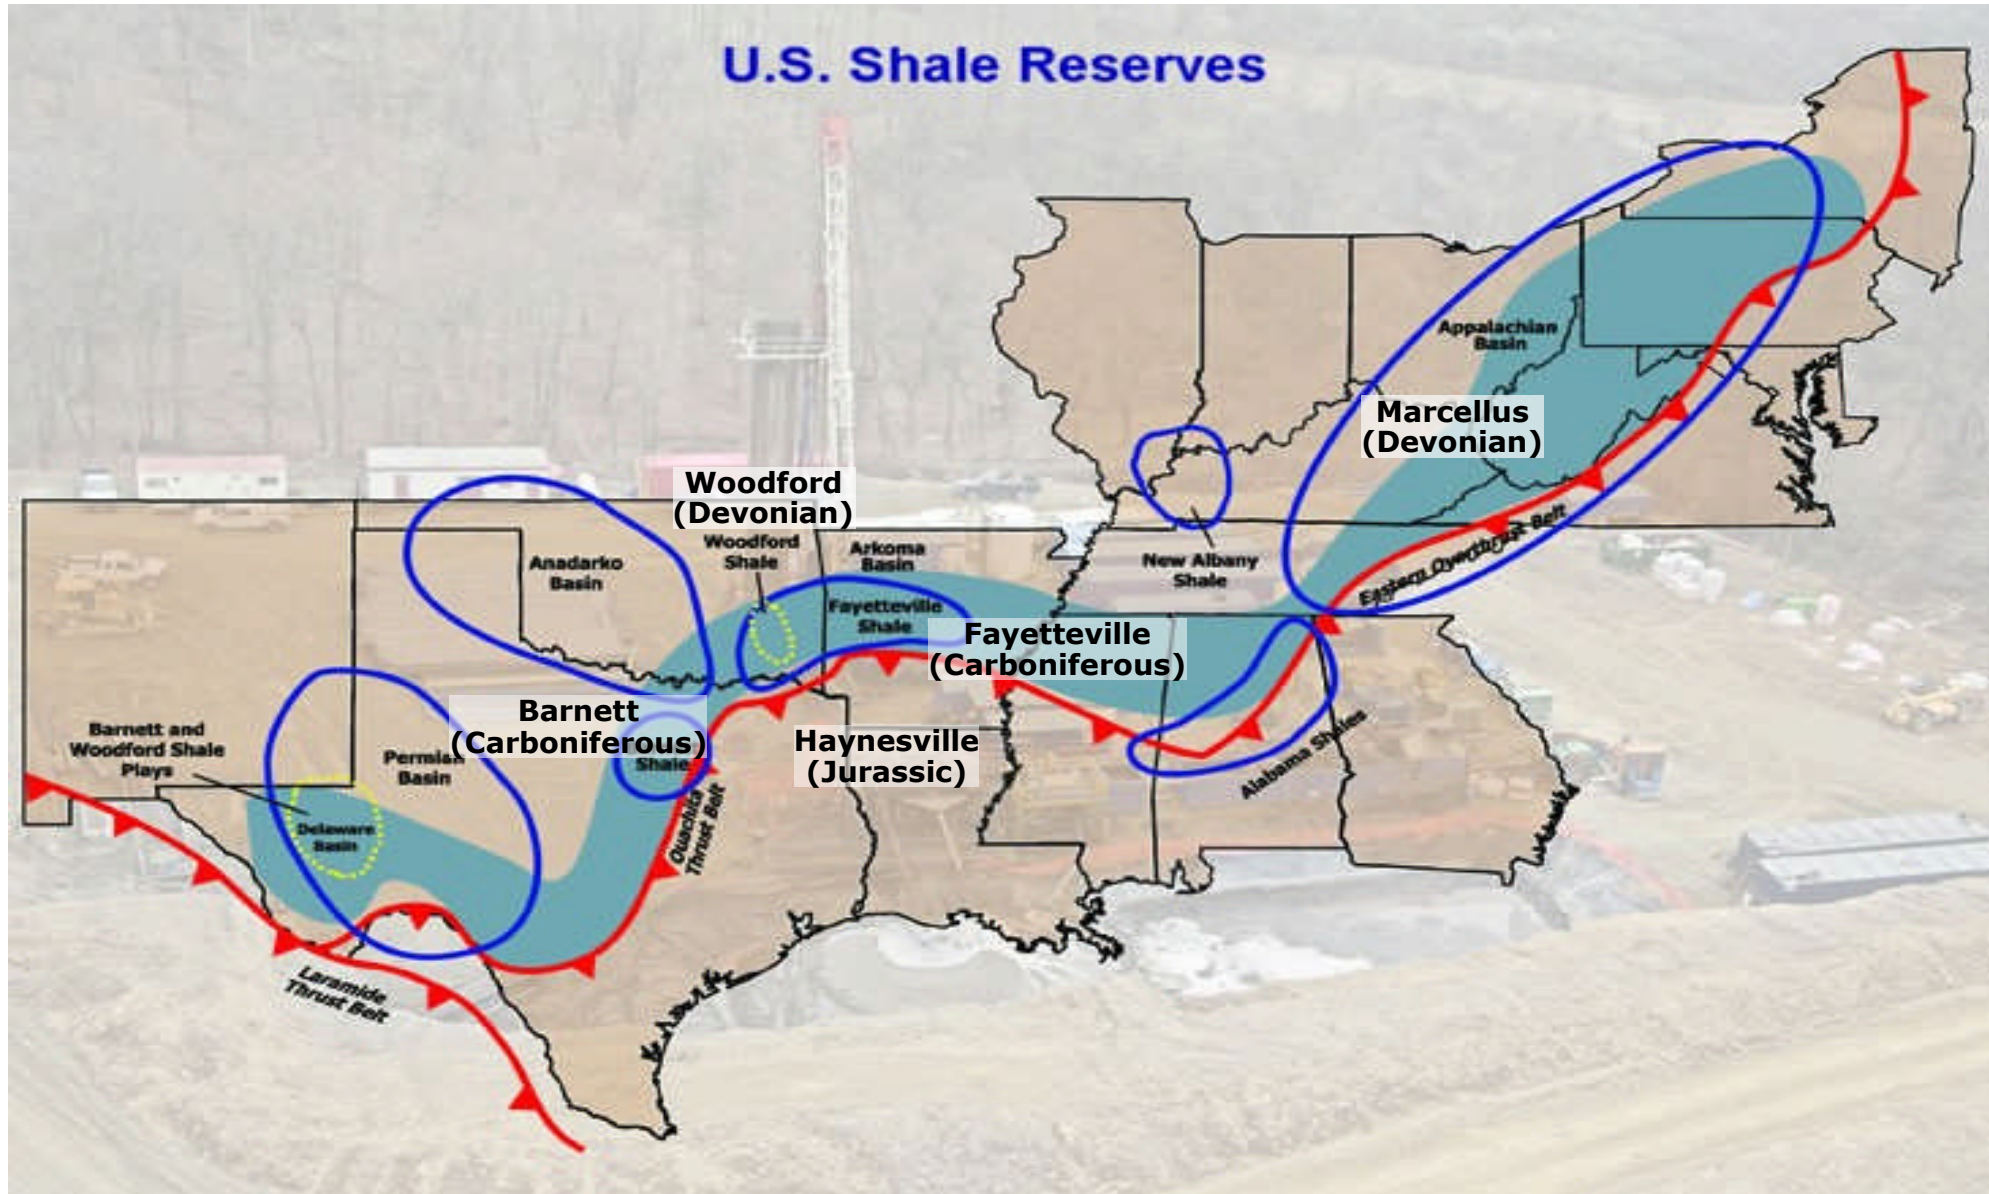 U.S. Shale Reserves
Appalachian
Basin
Marcellus
(Devonian)
Woodford
(Devonian)
Woodford
Shale
Arkoma
Basin
Anadarko
Basin
New Albany
Shale
Eastern Overthrust Belt
Fayetteville
Shale
Fayetteville
(Carboniferous)
Barnett
(Carboniferous)
Shale
Haynesville
(Jurassic)
Barnett and
Woodford Shale
Plays
Permian
Basin
Alabama Shales
Delaware
Basin
Ouachita
Thrust Belt
Laramide
Thrust Belt